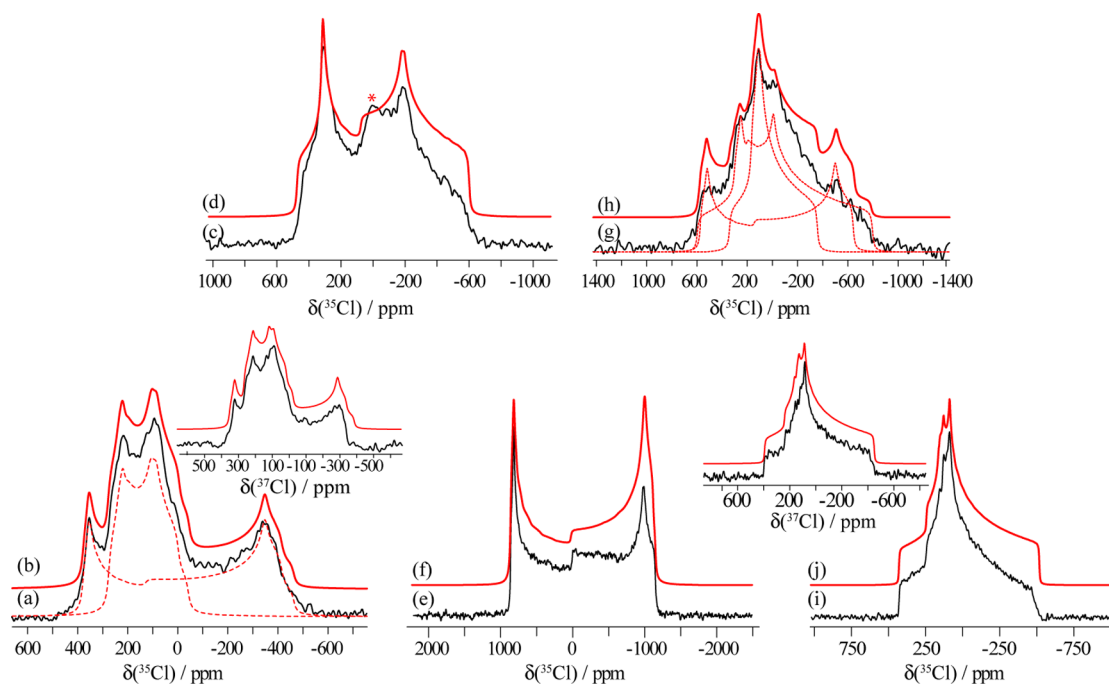 *
(d)
(c)
1000 600 200 -200 -600 -1000
δ(³⁵Cl) / ppm
(h)
(g)
1400 1000 600 200 -200 -600 -1000 -1400
δ(³⁵Cl) / ppm
500 300 100 -100 -300 -500
δ(³⁷Cl) / ppm
(b)
(a)
600 400 200 0 -200 -400 -600
δ(³⁵Cl) / ppm
(f)
(e)
2000 1000 0 -1000 -2000
δ(³⁵Cl) / ppm
600 200 -200 -600
δ(³⁷Cl) / ppm
(j)
(i)
750 250 -250 -750
δ(³⁵Cl) / ppm